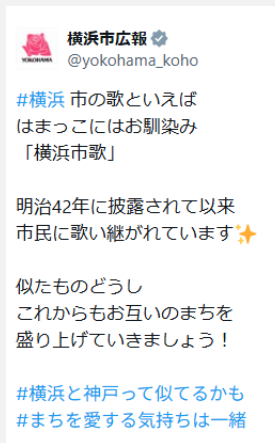 横浜市広報
YOKOHAMA
@yokohama_koho
#横浜 市の歌といえば
はまっこにはお馴染み
「横浜市歌」
明治42年に披露されて以来
市民に歌い継がれています✨
似たものどうし
これからもお互いのまちを
盛り上げていきましょう！
#横浜と神戸って似てるかも
#まちを愛する気持ちは一緒